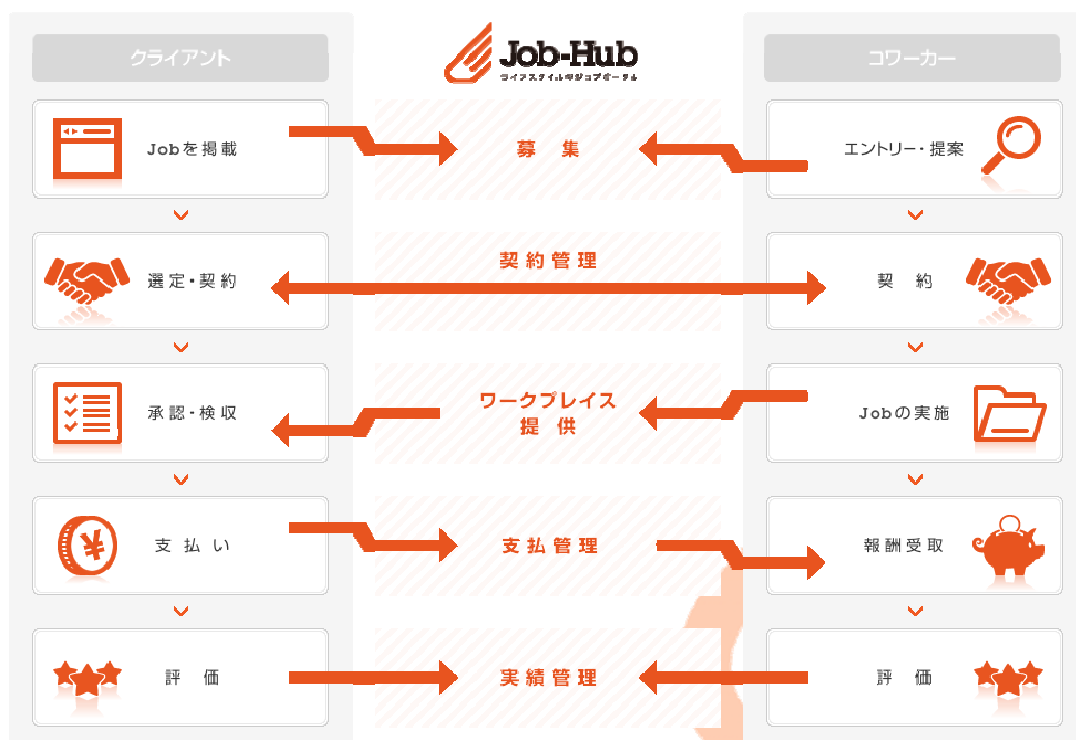 クライアント
Job-Hub
ライフスタイル中ジョブポータル
コワーカー
Jobを掲載
募 集
エントリー・提案
選定・契約
契約管理
契 約
承認・検収
ワークプレイス
提 供
Jobの実施
支 払 い
支払管理
報酬受取
評 価
実績管理
評 価